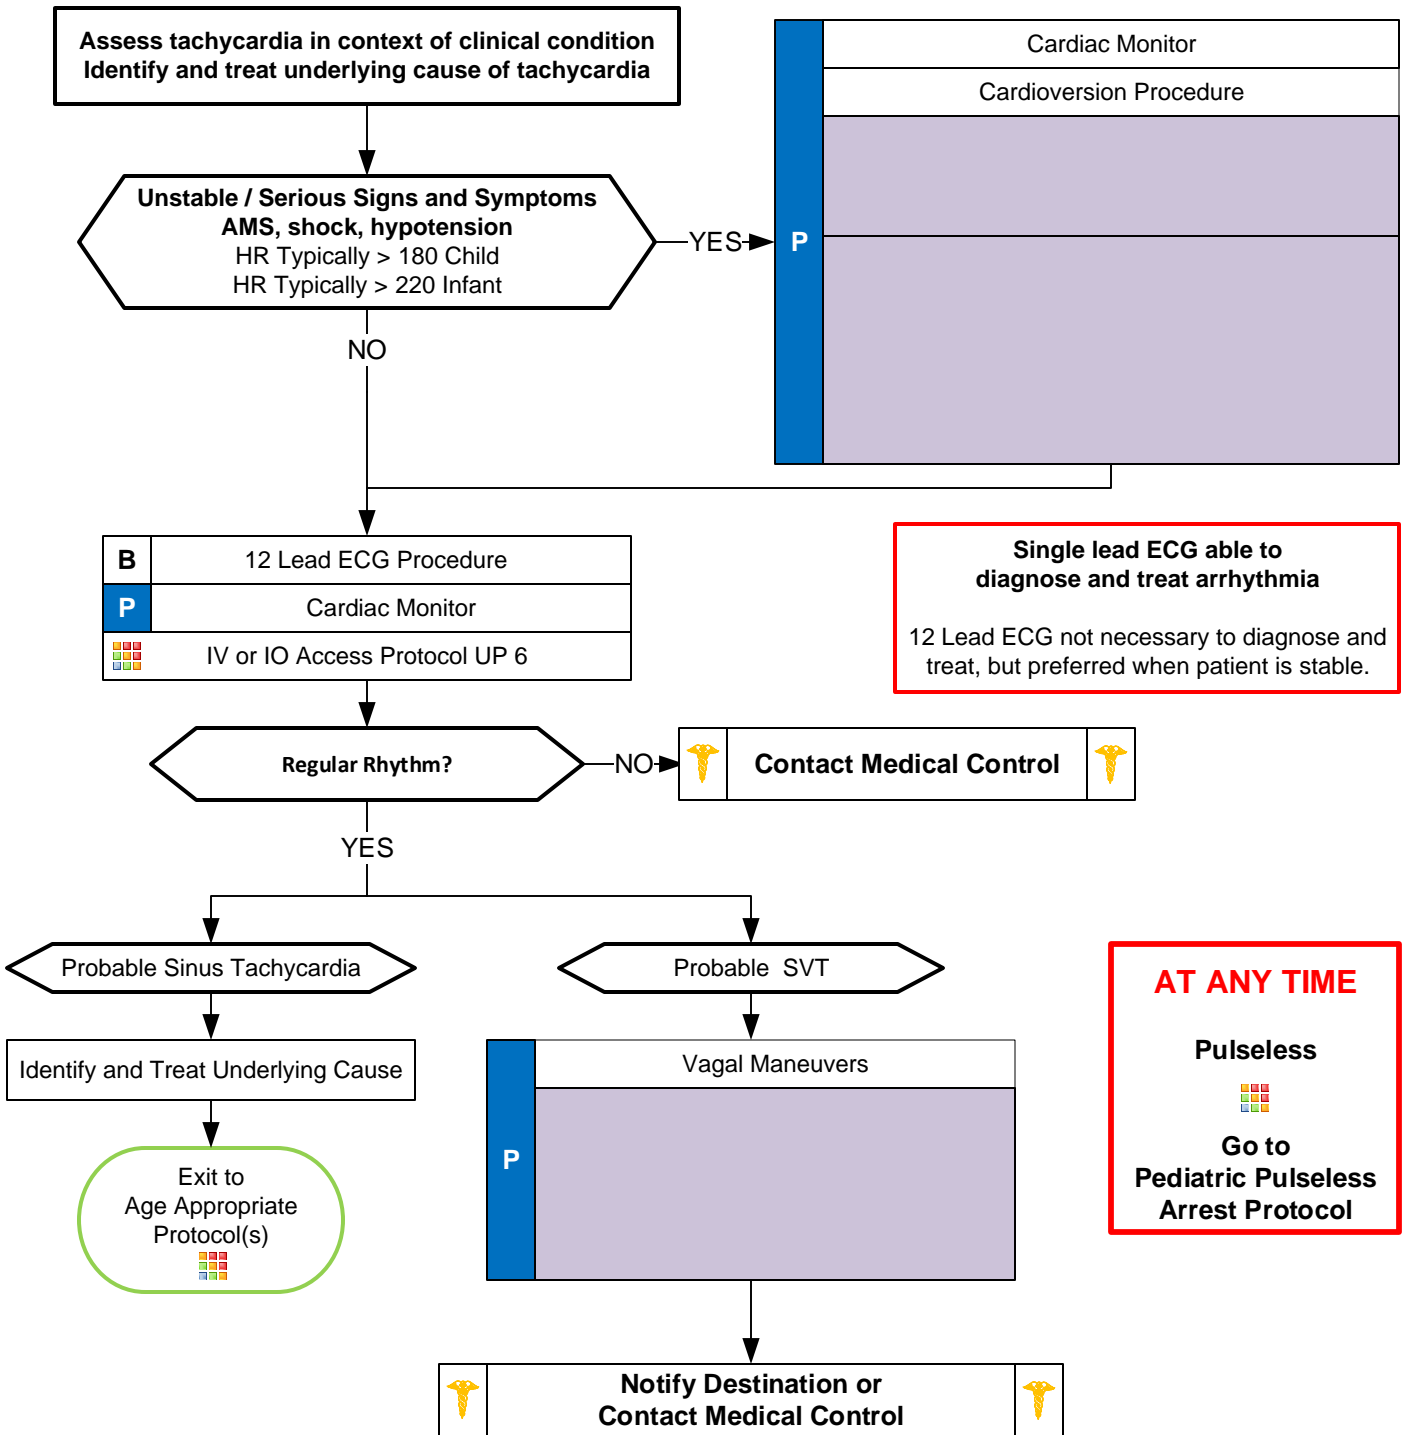 Assess tachycardia in context of clinical condition
Identify and treat underlying cause of tachycardia
Unstable / Serious Signs and Symptoms
AMS, shock, hypotension
HR Typically > 180 Child
HR Typically > 220 Infant
YES
P
Cardiac Monitor
Cardioversion Procedure
NO
B
12 Lead ECG Procedure
P
Cardiac Monitor
IV or IO Access Protocol UP 6
Single lead ECG able to
diagnose and treat arrhythmia
12 Lead ECG not necessary to diagnose and
treat, but preferred when patient is stable.
Regular Rhythm?
NO
Contact Medical Control
YES
Probable Sinus Tachycardia
Identify and Treat Underlying Cause
Exit to
Age Appropriate
Protocol(s)
Probable SVT
P
Vagal Maneuvers
Notify Destination or
Contact Medical Control
AT ANY TIME
Pulseless
Go to
Pediatric Pulseless
Arrest Protocol